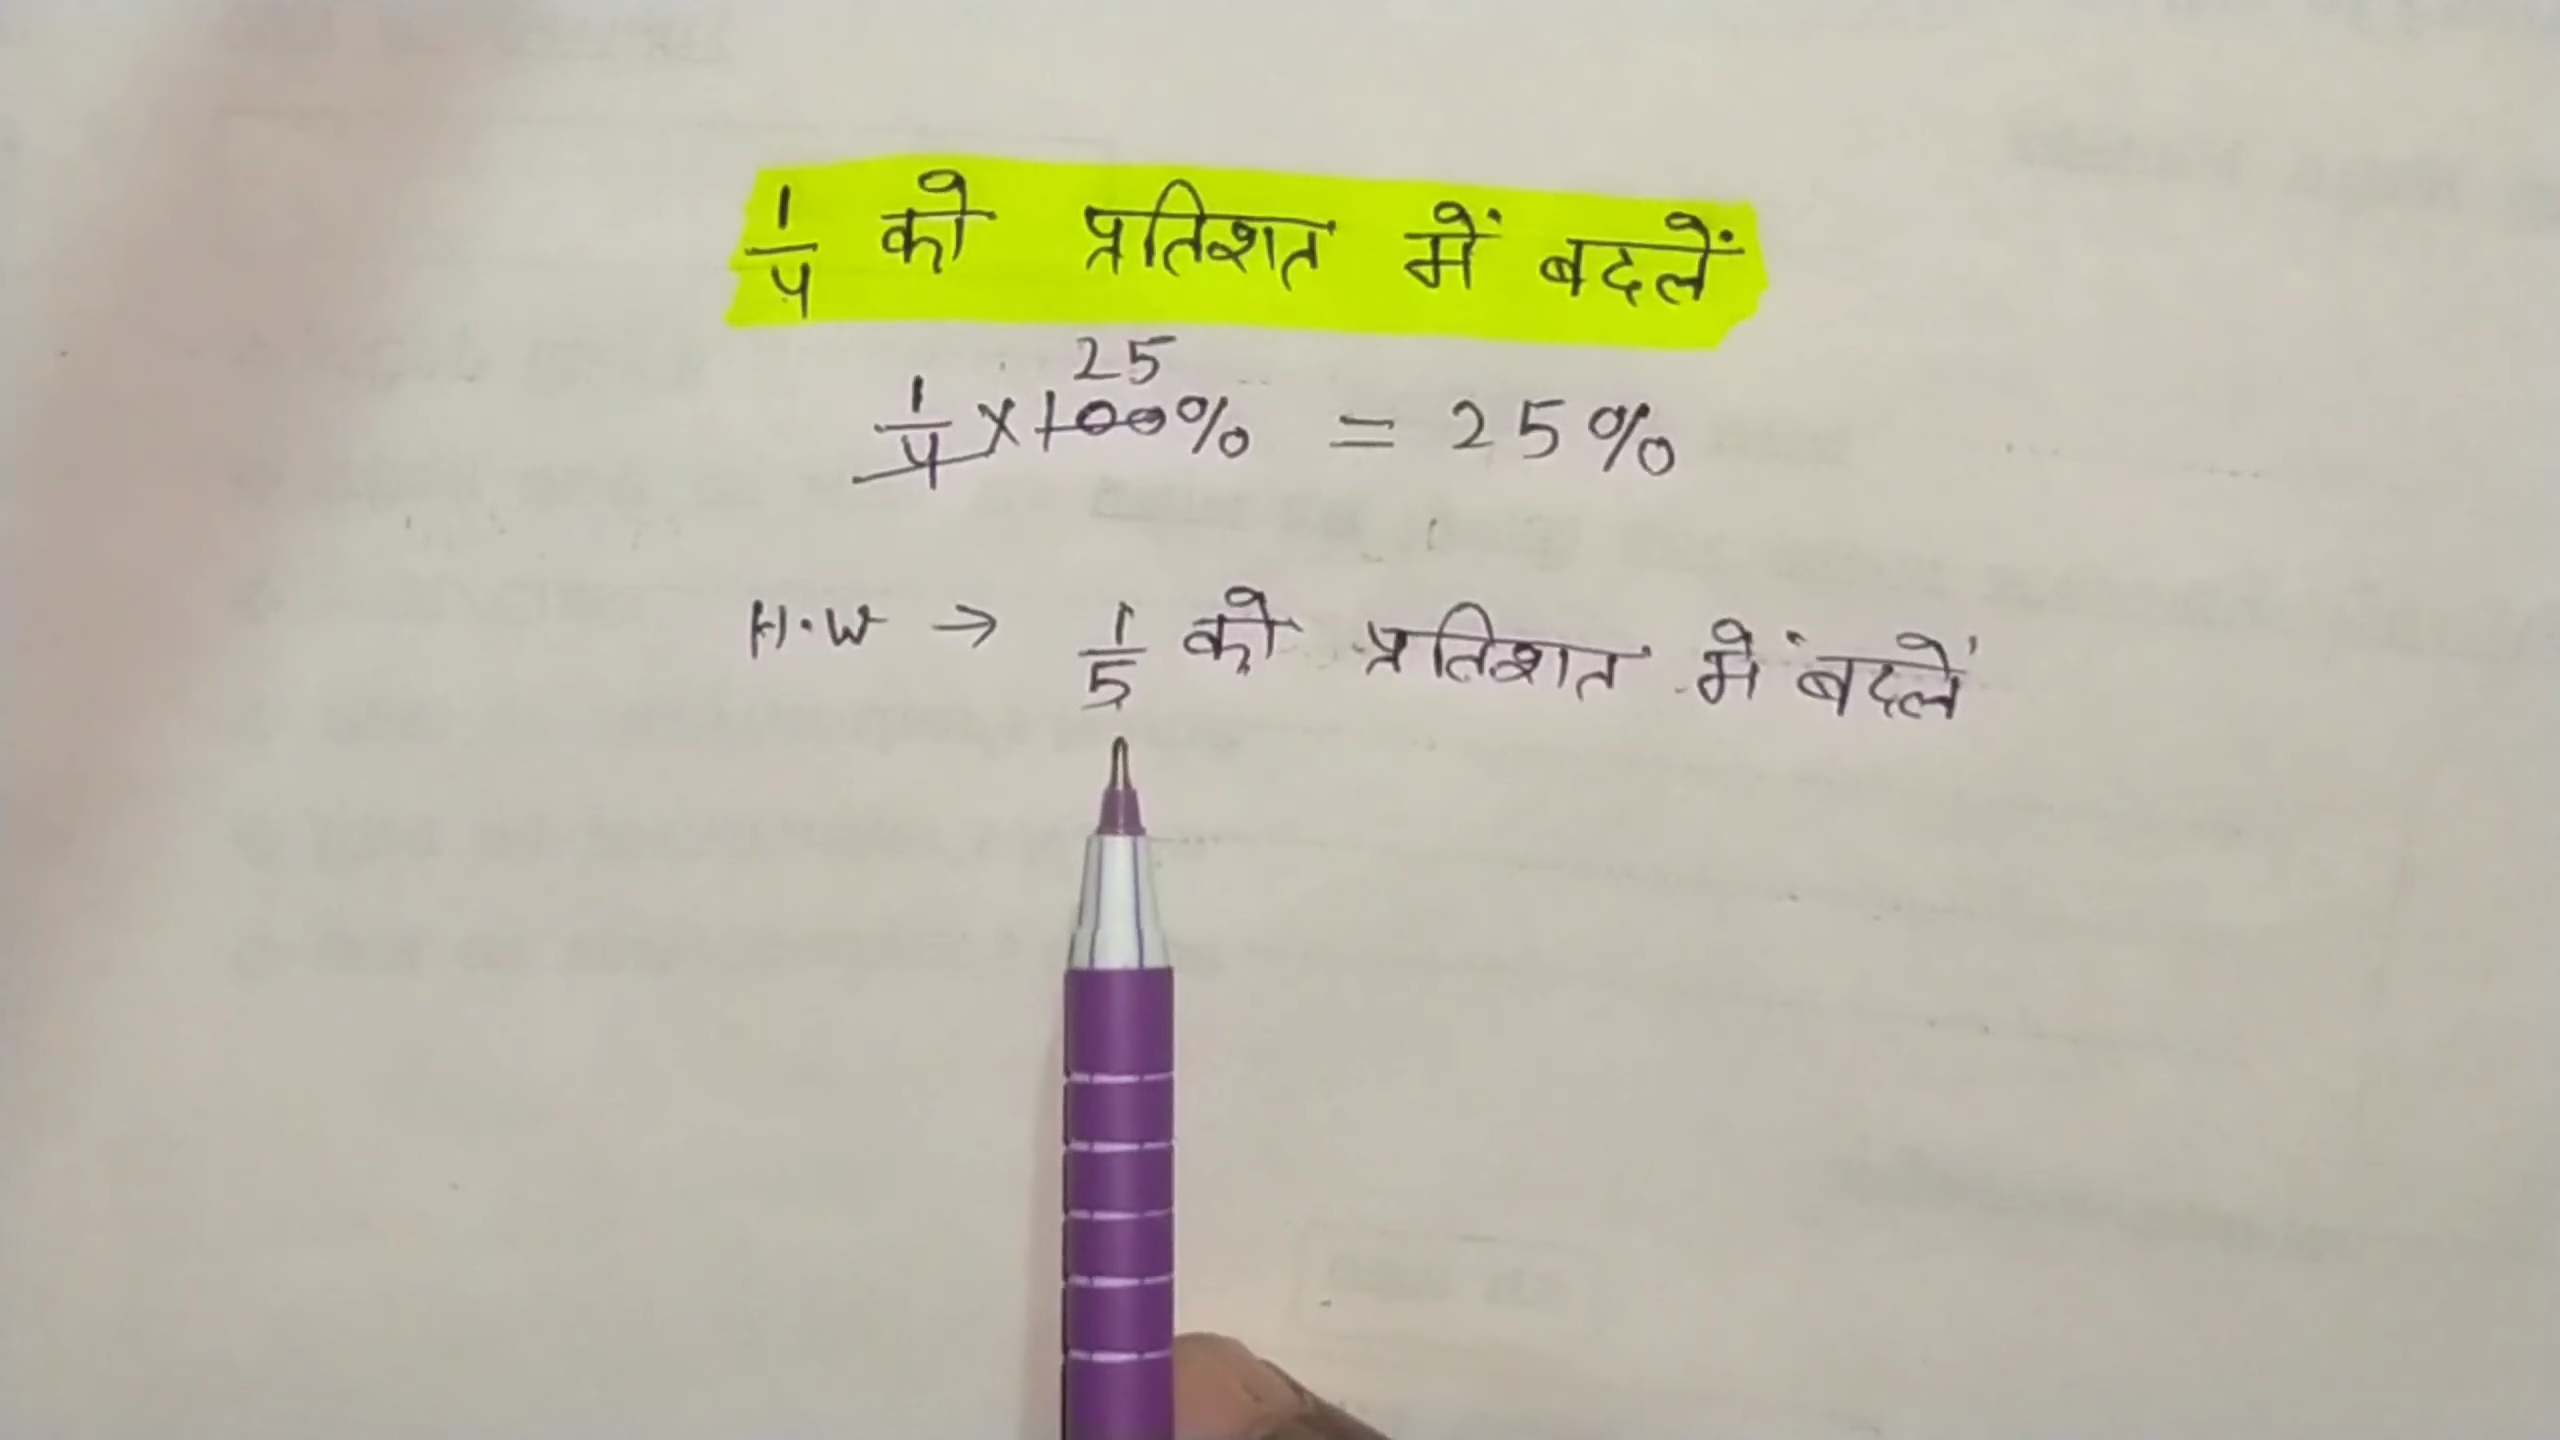 1/4 को प्रतिशत में बदलें
25
1/4 × 100% = 25%
H.W → 1/5 को प्रतिशत में बदलें